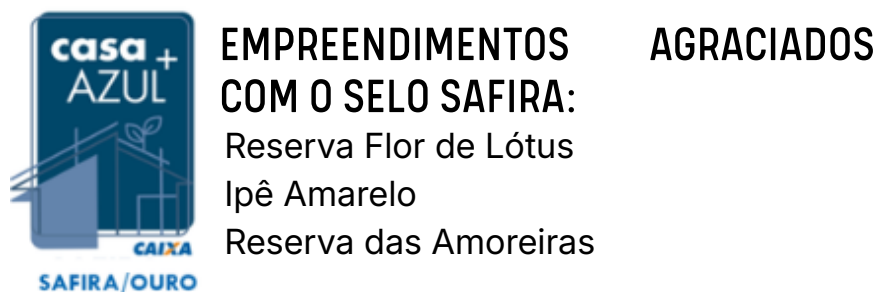 casa +
AZUL
CAIXA
SAFIRA/OURO
EMPREENDIMENTOS AGRACIADOS
COM O SELO SAFIRA:
Reserva Flor de Lótus
Ipê Amarelo
Reserva das Amoreiras